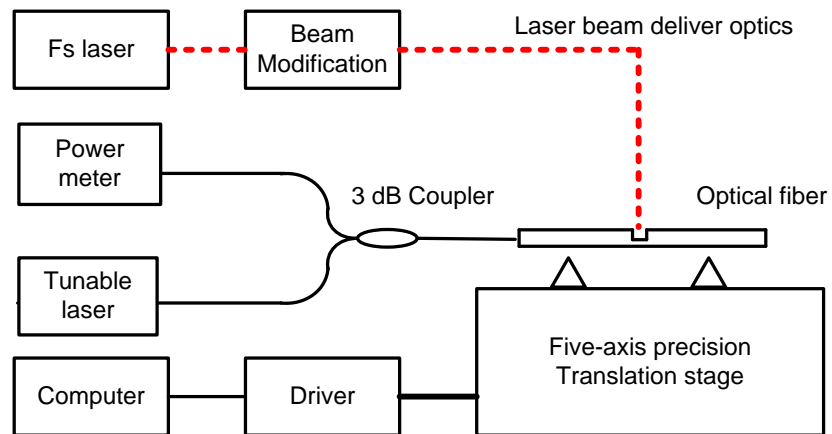 Fs laser
Beam
Modification
Laser beam deliver optics
Power
meter
3 dB Coupler
Optical fiber
Tunable
laser
Five-axis precision
Translation stage
Computer
Driver